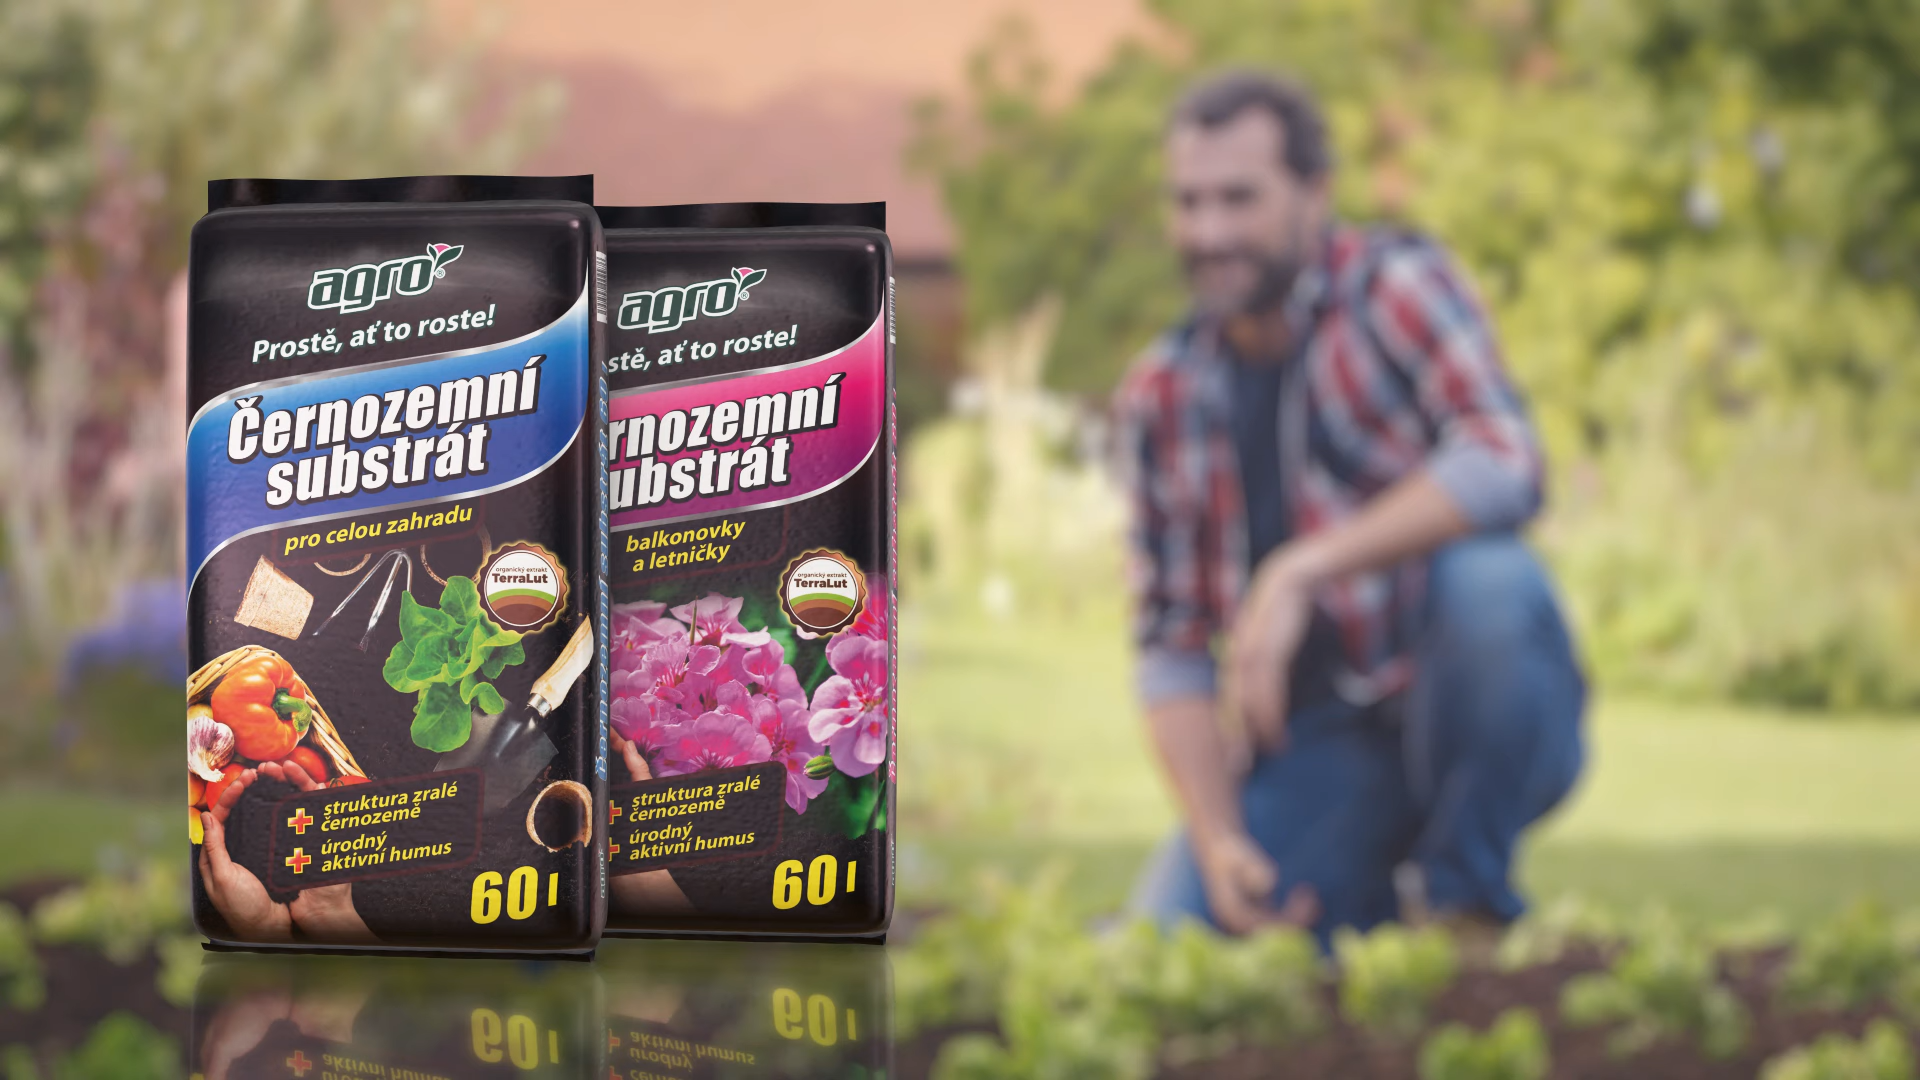 agro
Prostě, ať to roste!
Černozemní
substrát
pro celou zahradu
organický extrakt
TerraLut
+ struktura zralé
černozemě
+ úrodný
aktivní humus
60 l
agro
stě, ať to roste!
rnozemní
ubstrát
balkonovky
a letničky
organický extrakt
TerraLut
+ struktura zralé
černozemě
+ úrodný
aktivní humus
60 l